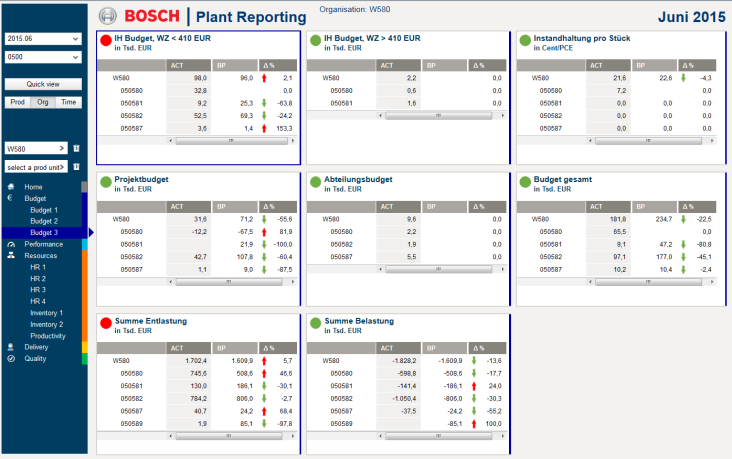 Organisation: W580
BOSCH | Plant Reporting
Juni 2015
2015.06
0500
Quick view
Prod Org Time
W580
select a prod unit
Home
Budget
Budget 1
Budget 2
Budget 3
Performance
Resources
HR 1
HR 2
HR 3
HR 4
Inventory 1
Inventory 2
Productivity
Delivery
Quality
IH Budget, WZ < 410 EUR
in Tsd. EUR
ACT BP Δ %
W580 98,0 96,0 2,1
050580 32,8 0,0
050581 9,2 25,3 -63,8
050582 52,5 69,3 -24,2
050587 3,6 1,4 153,3
IH Budget, WZ > 410 EUR
in Tsd. EUR
ACT BP Δ %
W580 2,2 0,0
050580 0,6 0,0
050581 1,6 0,0
Instandhaltung pro Stück
in Cent/PCE
ACT BP Δ %
W580 21,6 22,6 -4,3
050580 7,2 0,0
050581 0,0 0,0 0,0
050582 0,0 0,0 0,0
050587 0,0 0,0 0,0
Projektbudget
in Tsd. EUR
ACT BP Δ %
W580 31,6 71,2 -55,6
050580 -12,2 -67,5 81,9
050581 21,9 -100,0
050582 42,7 107,8 -60,4
050587 1,1 9,0 -87,5
Abteilungsbudget
in Tsd. EUR
ACT BP Δ %
W580 9,6 0,0
050580 2,2 0,0
050582 1,9 0,0
050587 5,5 0,0
Budget gesamt
in Tsd. EUR
ACT BP Δ %
W580 181,8 234,7 -22,5
050580 65,5 0,0
050581 9,1 47,2 -80,8
050582 97,1 177,0 -45,1
050587 10,2 10,4 -2,4
Summe Entlastung
in Tsd. EUR
ACT BP Δ %
W580 1.702,4 1.609,9 5,7
050580 745,6 508,6 46,6
050581 130,0 186,1 -30,1
050582 784,2 806,0 -2,7
050587 40,7 24,2 68,4
050589 1,9 85,1 -97,8
Summe Belastung
in Tsd. EUR
ACT BP Δ %
W580 -1.828,2 -1.609,9 -13,6
050580 -598,8 -508,6 -17,7
050581 -141,4 -186,1 24,0
050582 -1.050,4 -806,0 -30,3
050587 -37,5 -24,2 -55,2
050589 -85,1 100,0